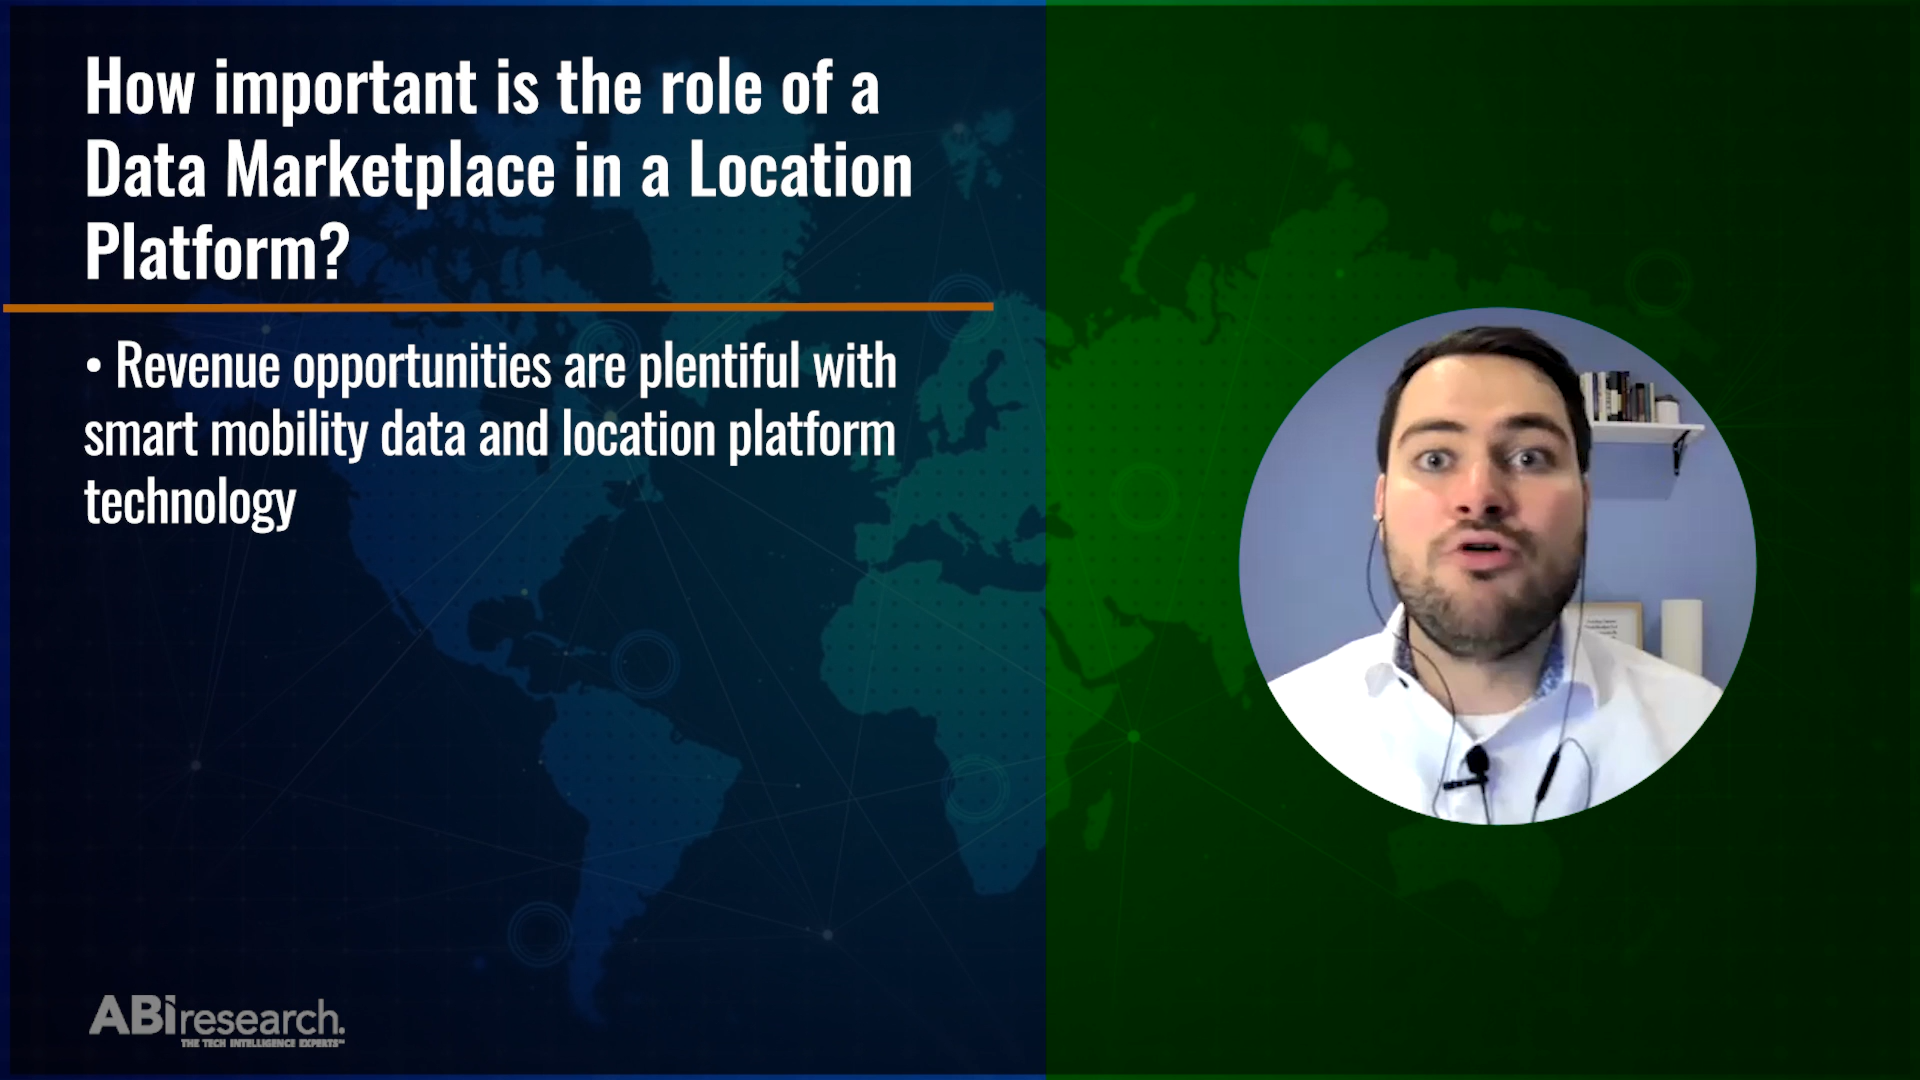 How important is the role of a
Data Marketplace in a Location
Platform?
• Revenue opportunities are plentiful with
smart mobility data and location platform
technology
ABiresearch.
THE TECH INTELLIGENCE EXPERTS℠